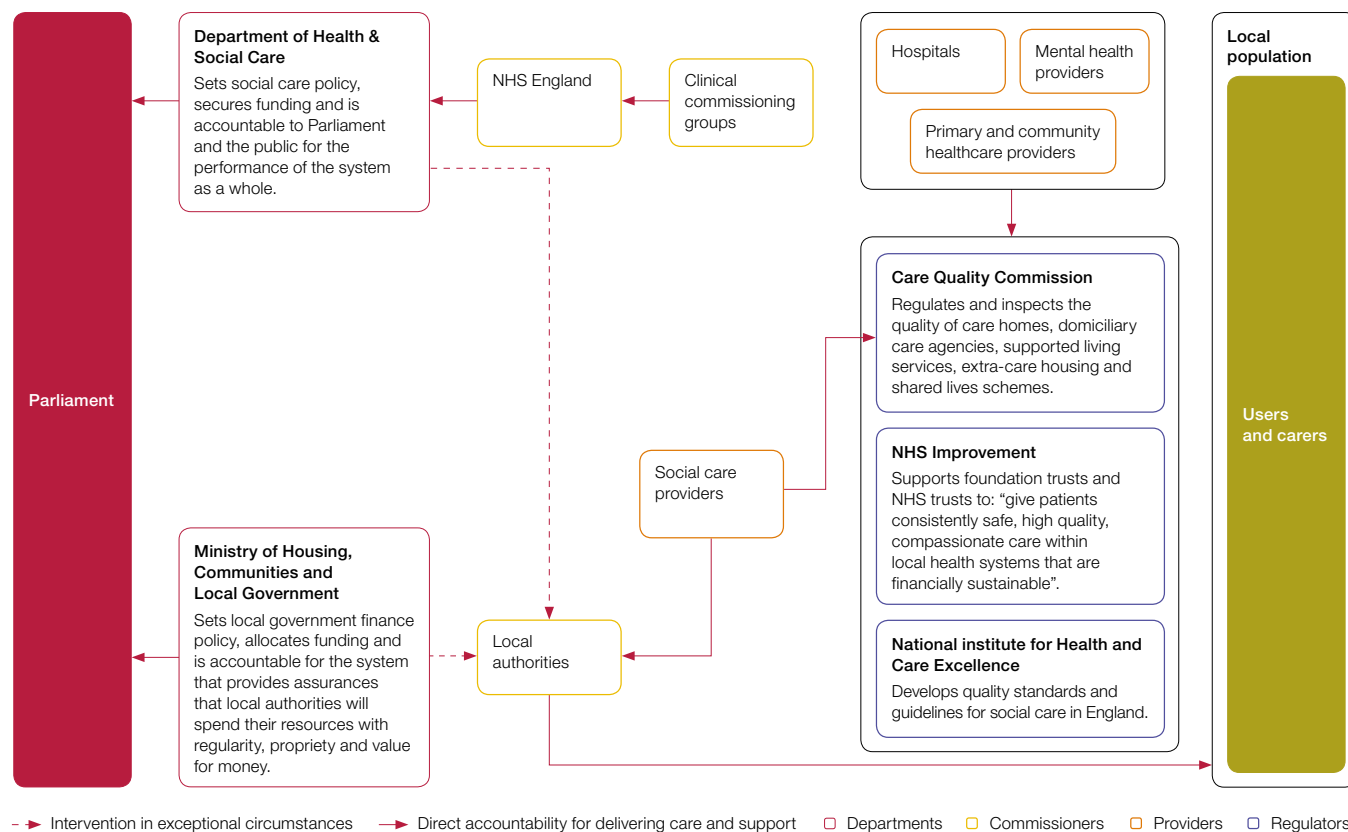 Parliament
Department of Health &
Social Care
Sets social care policy,
secures funding and is
accountable to Parliament
and the public for the
performance of the system
as a whole.
NHS England
Clinical
commissioning
groups
Hospitals
Mental health
providers
Primary and community
healthcare providers
Local
population
Users
and carers
Care Quality Commission
Regulates and inspects the
quality of care homes, domiciliary
care agencies, supported living
services, extra-care housing and
shared lives schemes.
NHS Improvement
Supports foundation trusts and
NHS trusts to: “give patients
consistently safe, high quality,
compassionate care within
local health systems that are
financially sustainable”.
National institute for Health and
Care Excellence
Develops quality standards and
guidelines for social care in England.
Social care
providers
Ministry of Housing,
Communities and
Local Government
Sets local government finance
policy, allocates funding and
is accountable for the system
that provides assurances
that local authorities will
spend their resources with
regularity, propriety and value
for money.
Local
authorities
Intervention in exceptional circumstances
Direct accountability for delivering care and support
Departments
Commissioners
Providers
Regulators